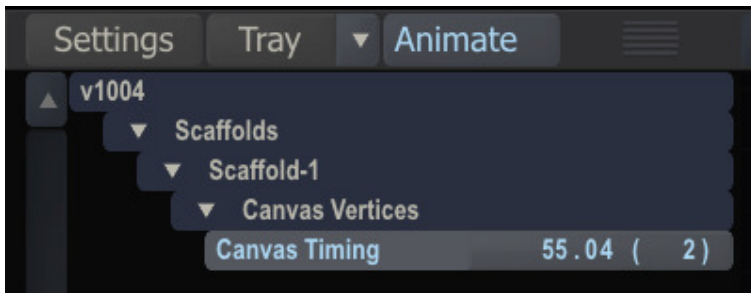 Settings Tray ▼ Animate
v1004
▼ Scaffolds
▼ Scaffold-1
▼ Canvas Vertices
Canvas Timing 55.04 ( 2)